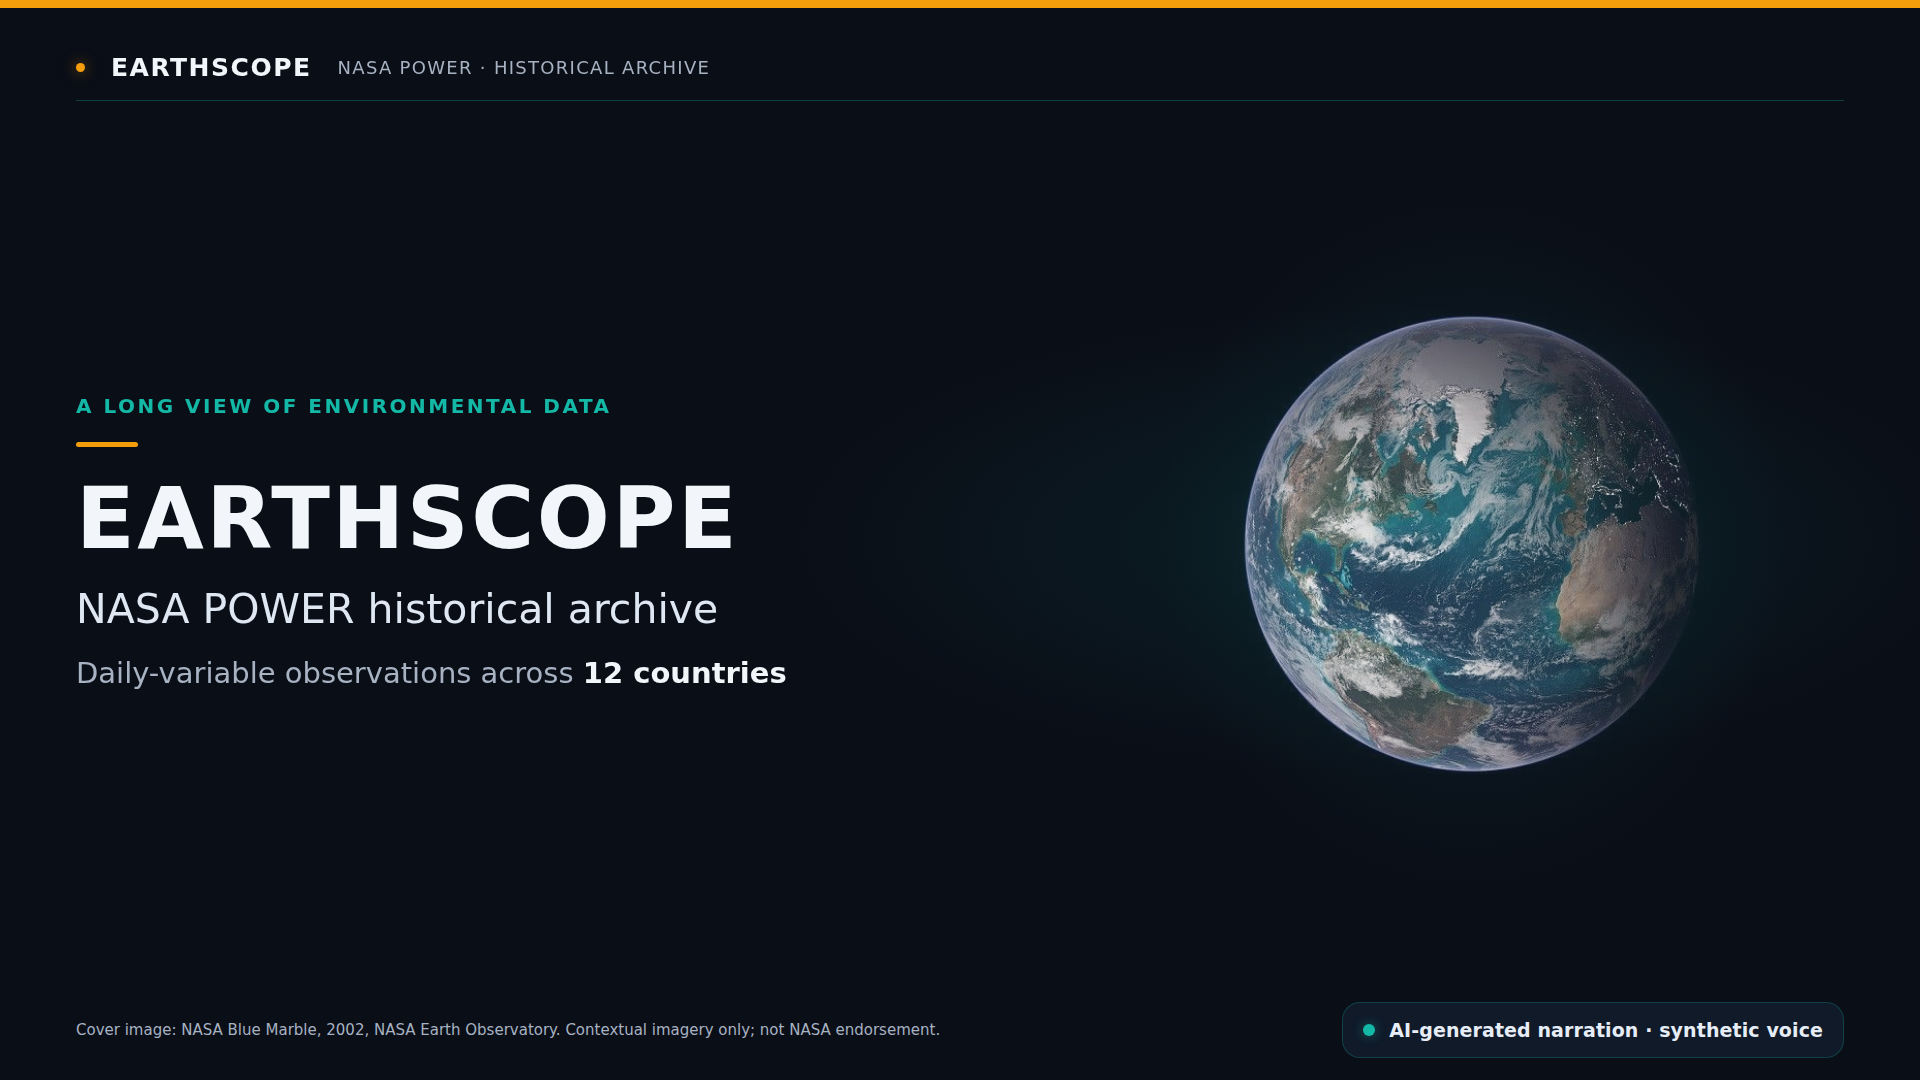 EARTHSCOPE NASA POWER · HISTORICAL ARCHIVE
A LONG VIEW OF ENVIRONMENTAL DATA
EARTHSCOPE
NASA POWER historical archive
Daily-variable observations across 12 countries
Cover image: NASA Blue Marble, 2002, NASA Earth Observatory. Contextual imagery only; not NASA endorsement.
AI-generated narration · synthetic voice